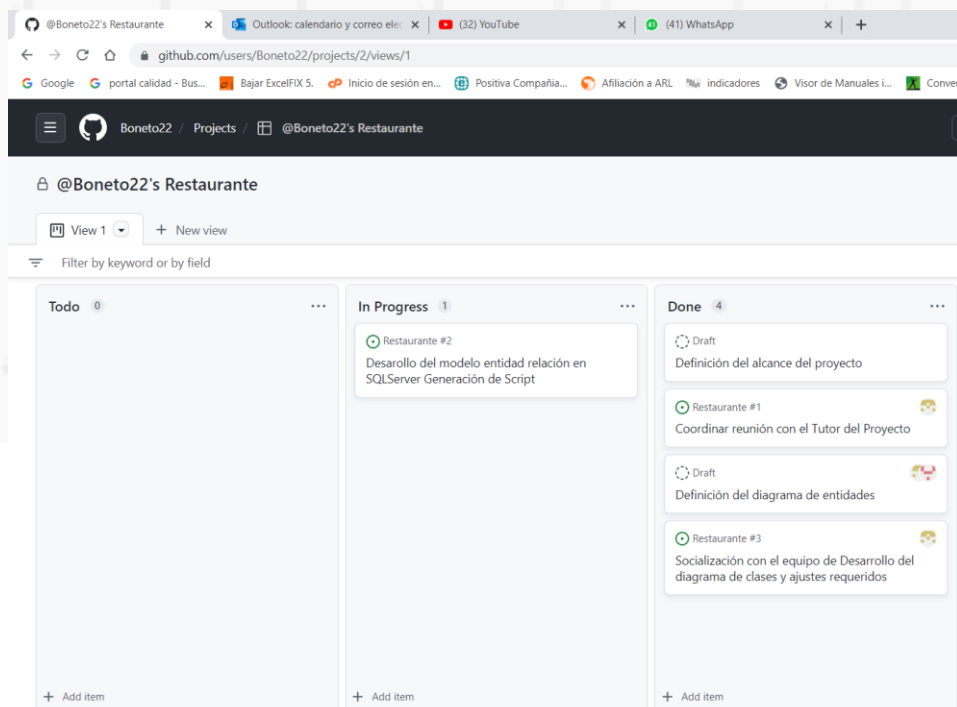 @Boneto22's Restaurante
Outlook: calendario y correo elec
(32) YouTube
(41) WhatsApp
github.com/users/Boneto22/projects/2/views/1
Google
portal calidad - Bus...
Bajar ExcelFIX 5.
Inicio de sesión en...
Positiva Compañia...
Afiliación a ARL
indicadores
Visor de Manuales i...
Conver
Boneto22 / Projects / @Boneto22's Restaurante
@Boneto22's Restaurante
View 1
New view
Filter by keyword or by field
Todo 0
Add item
In Progress 1
Restaurante #2
Desarollo del modelo entidad relación en
SQLServer Generación de Script
Add item
Done 4
Draft
Definición del alcance del proyecto
Restaurante #1
Coordinar reunión con el Tutor del Proyecto
Draft
Definición del diagrama de entidades
Restaurante #3
Socialización con el equipo de Desarrollo del
diagrama de clases y ajustes requeridos
Add item